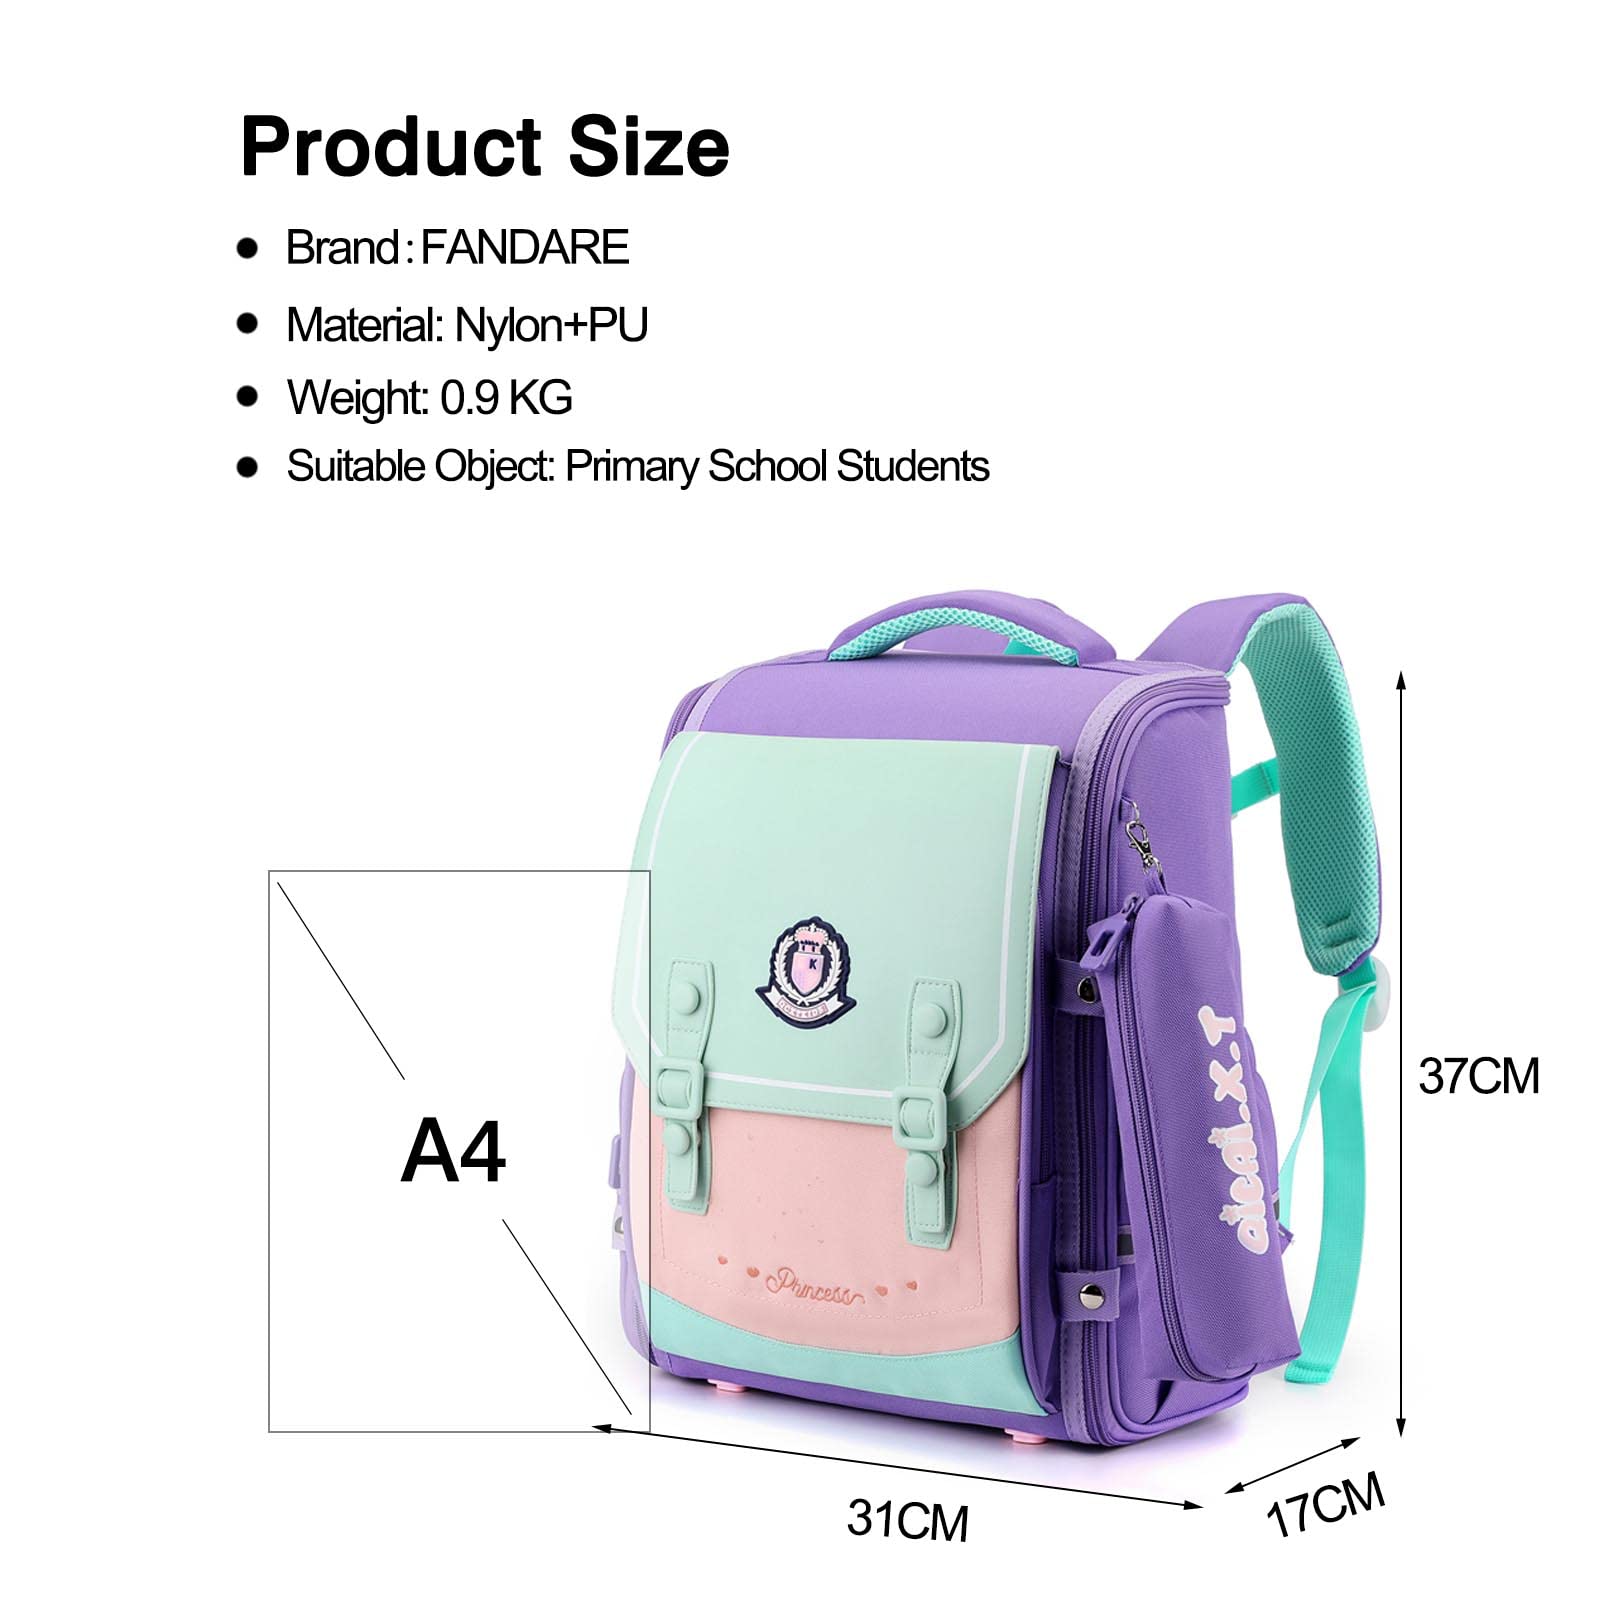 Product Size
Brand:FANDARE
Material: Nylon+PU
Weight: 0.9 KG
Suitable Object: Primary School Students
K
Princess
aicai.x.T
A4
37CM
31CM
17CM